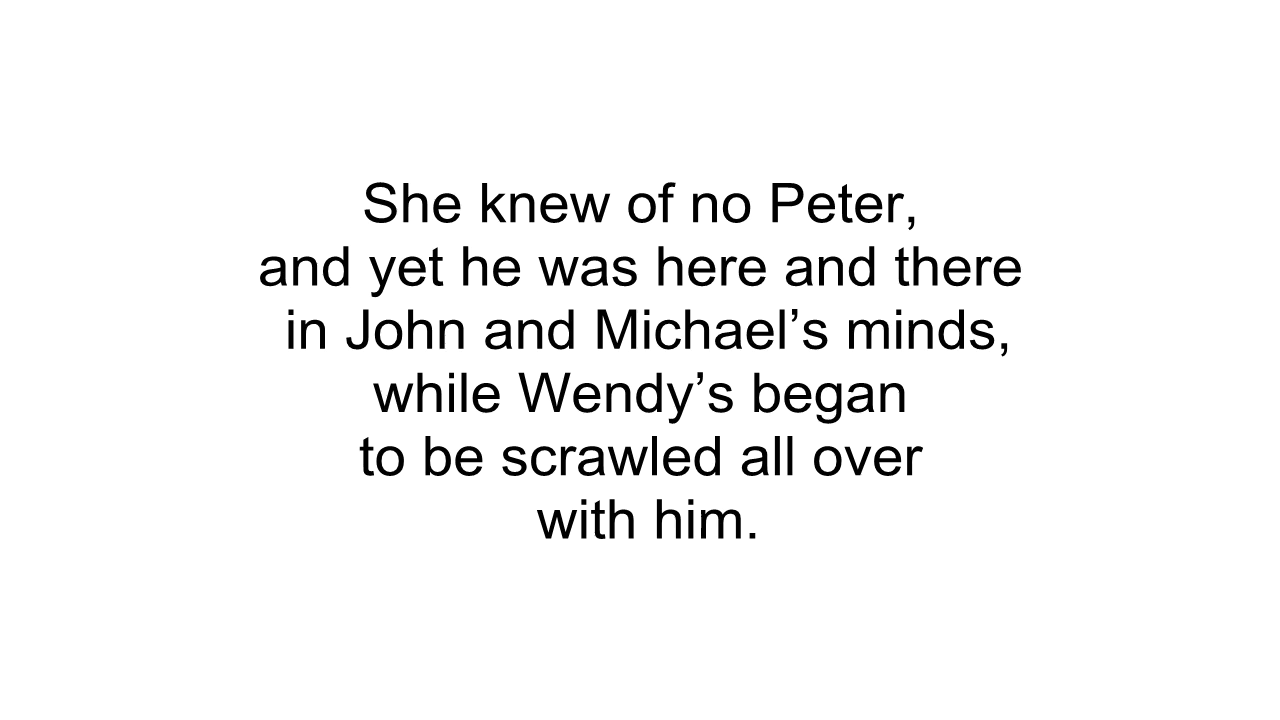 She knew of no Peter,
and yet he was here and there
in John and Michael’s minds,
while Wendy’s began
to be scrawled all over
with him.